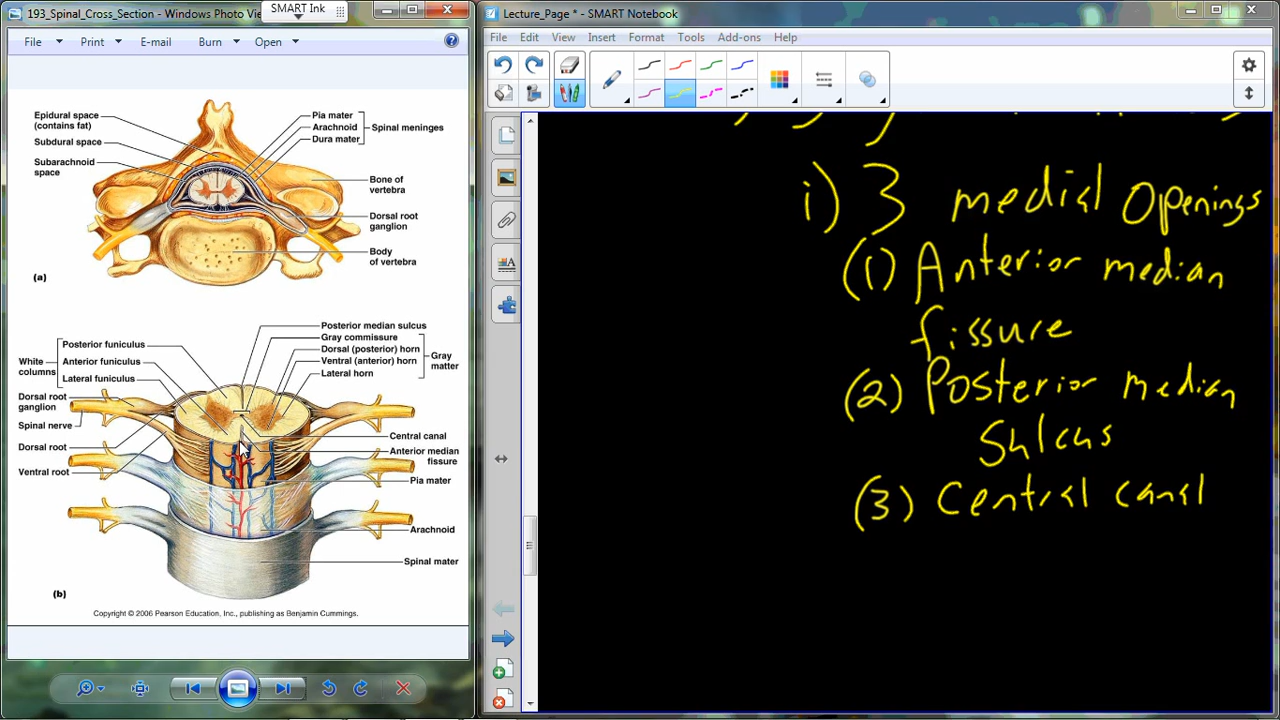 193_Spinal_Cross_Section - Windows Photo Vie
SMART Ink
File Print E-mail Burn Open
Epidural space
(contains fat)
Subdural space
Subarachnoid
space
Pia mater
Arachnoid
Dura mater
Spinal meninges
Bone of
vertebra
Dorsal root
ganglion
Body
of vertebra
(a)
Posterior median sulcus
Gray commissure
Dorsal (posterior) horn
Ventral (anterior) horn
Lateral horn
Gray
matter
White
columns
Posterior funiculus
Anterior funiculus
Lateral funiculus
Dorsal root
ganglion
Spinal nerve
Dorsal root
Ventral root
Central canal
Anterior median
fissure
Pia mater
Arachnoid
Spinal mater
(b)
Copyright © 2006 Pearson Education, Inc., publishing as Benjamin Cummings.
Lecture_Page * - SMART Notebook
File Edit View Insert Format Tools Add-ons Help
i) 3 medial openings
(1) Anterior median
fissure
(2) Posterior median
Sulcus
(3) Central canal